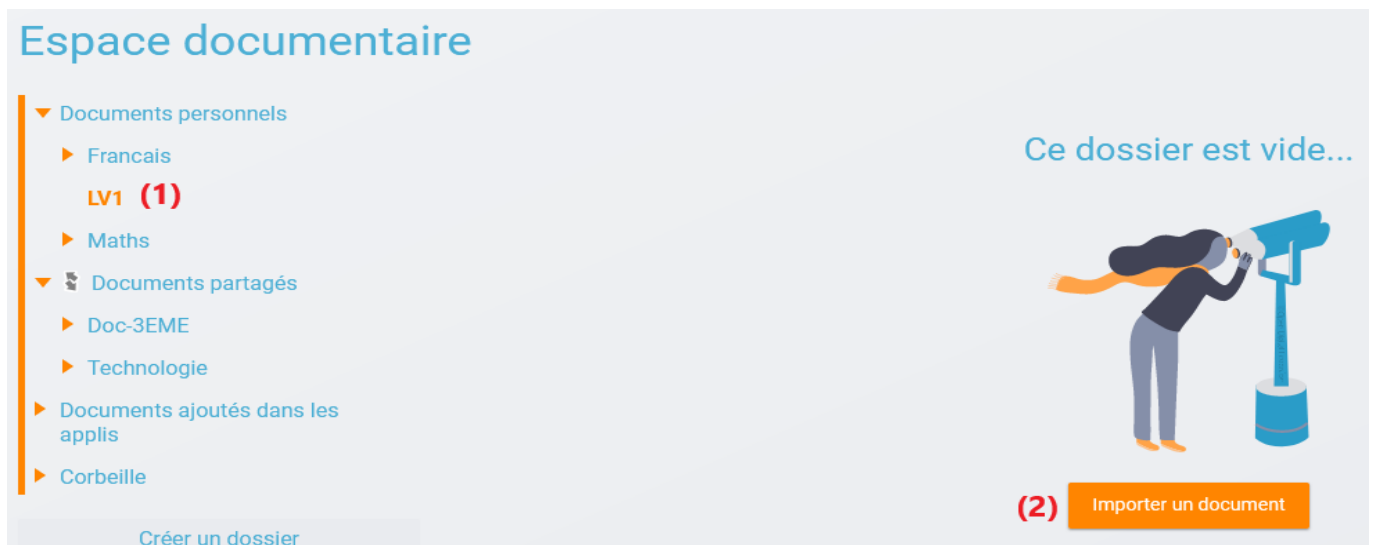 Espace documentaire
Documents personnels
Francais
LV1 (1)
Maths
Documents partagés
Doc-3EME
Technologie
Documents ajoutés dans les
applis
Corbeille
Créer un dossier
Ce dossier est vide...
(2) Importer un document